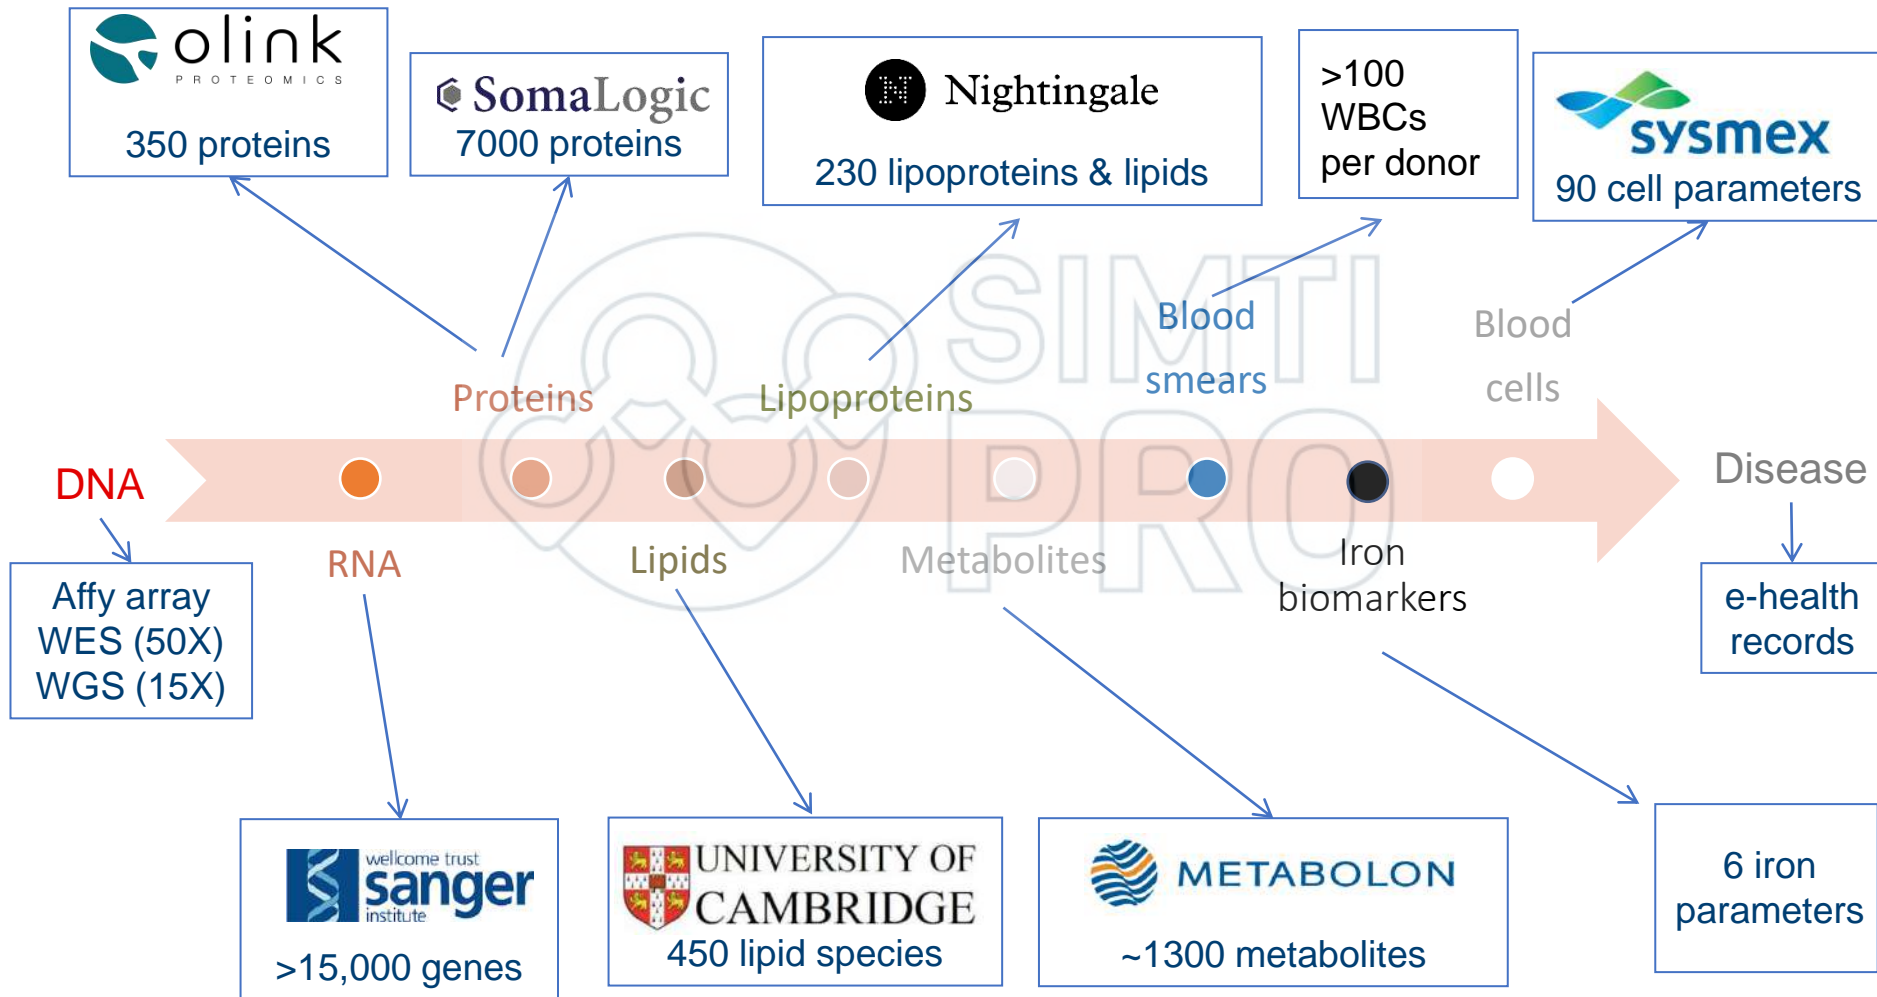 olink
PROTEOMICS
350 proteins
SomaLogic
7000 proteins
N Nightingale
230 lipoproteins & lipids
>100
WBCs
per donor
sysmex
90 cell parameters
Proteins
Lipoproteins
Blood
smears
Blood
cells
SIMTI
PRO
DNA
Disease
RNA
Lipids
Metabolites
Iron
biomarkers
Affy array
WES (50X)
WGS (15X)
e-health
records
wellcome trust
sanger
institute
>15,000 genes
UNIVERSITY OF
CAMBRIDGE
450 lipid species
METABOLON
~1300 metabolites
6 iron
parameters